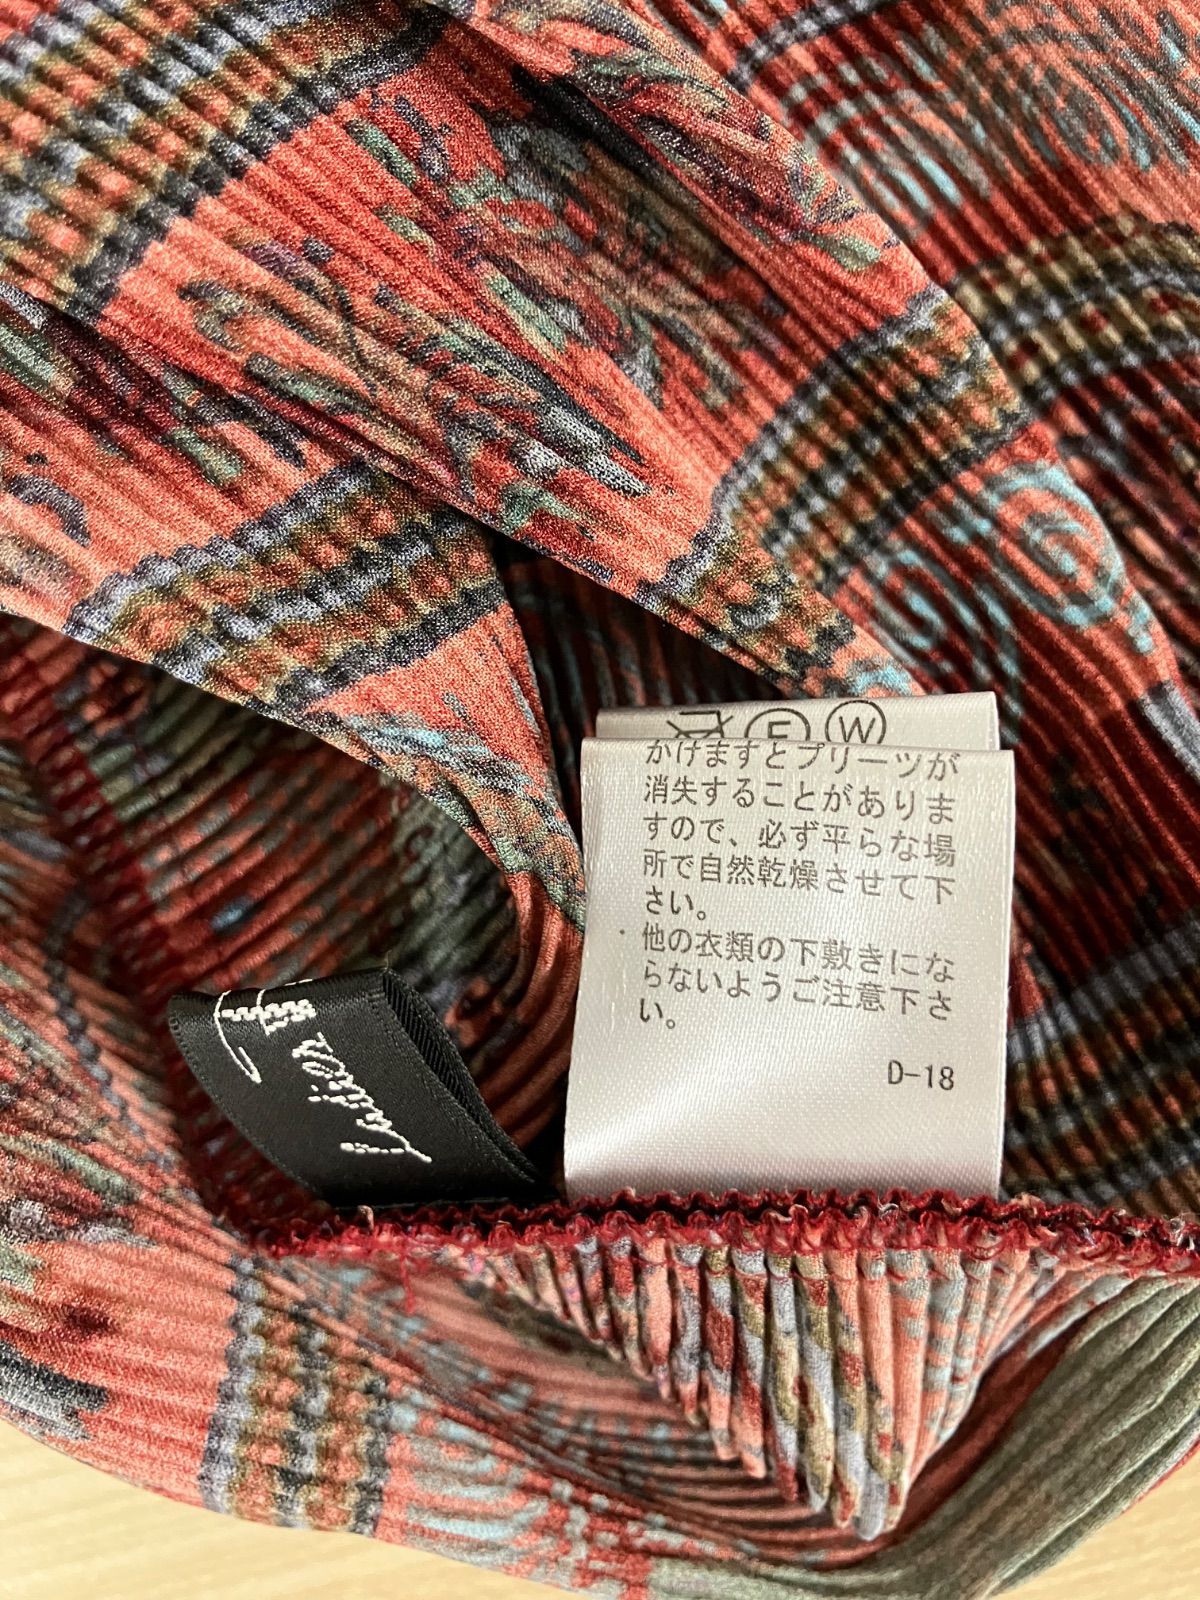 F W
かけますとプリーツが
消失することがありま
すので、必ず平らな場
所で自然乾燥させて下
さい。
他の衣類の下敷きにな
らないようご注意下さ
い。
D-18